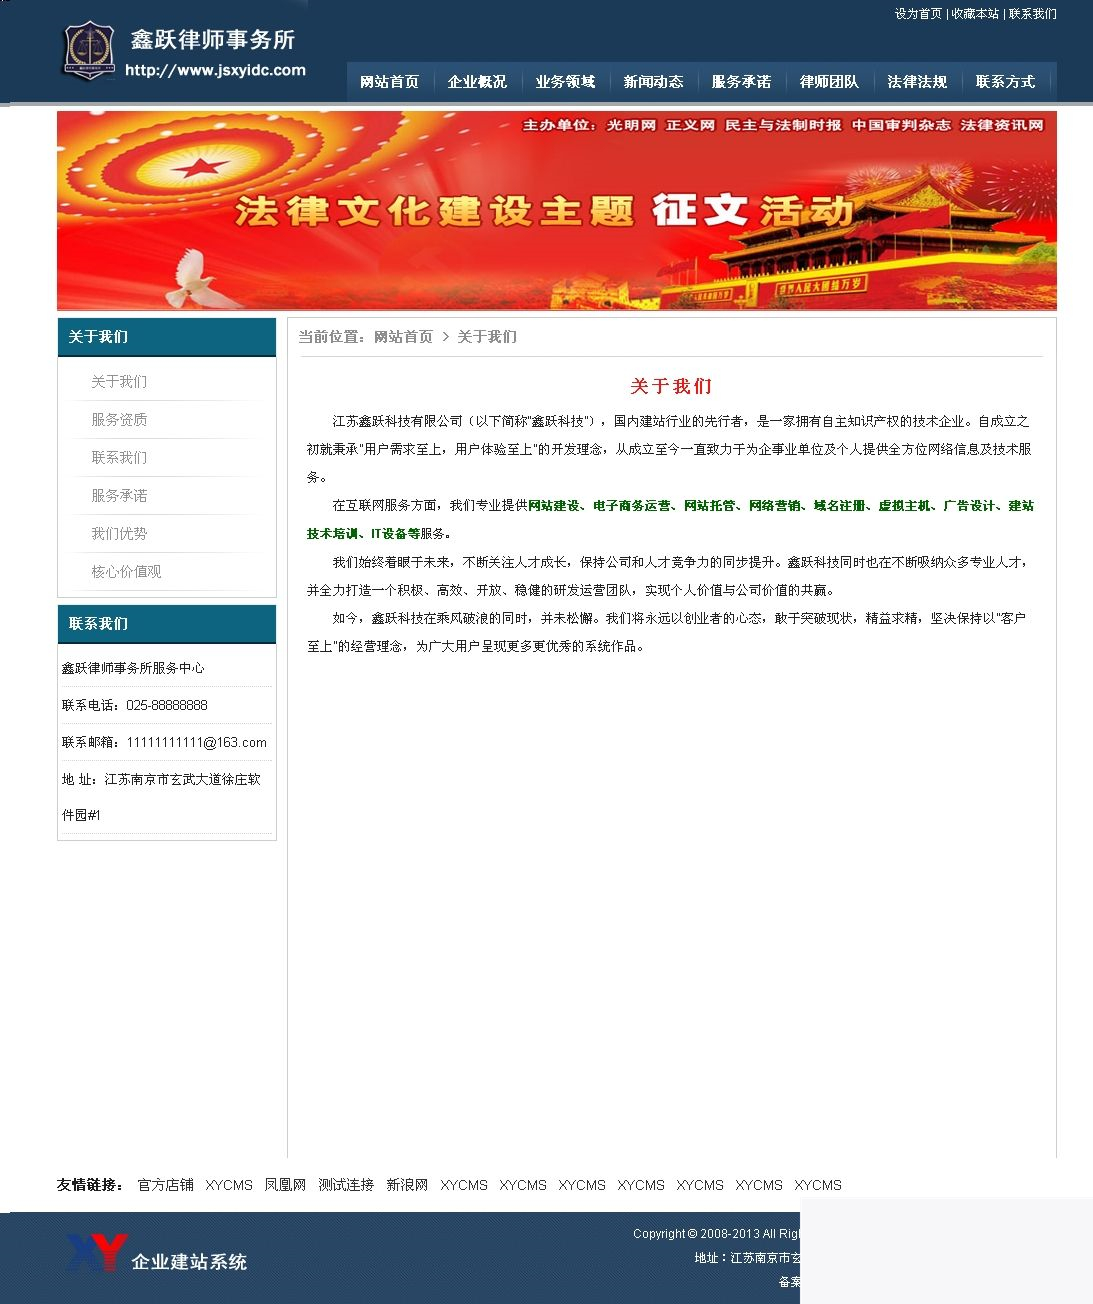 设为首页 | 收藏本站 | 联系我们
鑫跃律师事务所
http://www.jsxyidc.com
网站首页 企业概况 业务领域 新闻动态 服务承诺 律师团队 法律法规 联系方式
主办单位：光明网 正义网 民主与法制时报 中国审判杂志 法律资讯网
法律文化建设主题 征文活动
关于我们
关于我们
服务资质
联系我们
服务承诺
我们优势
核心价值观
联系我们
鑫跃律师事务所服务中心
联系电话：025-88888888
联系邮箱：11111111111@163.com
地 址：江苏南京市玄武大道徐庄软
件园#1
当前位置：网站首页 > 关于我们
关于我们
江苏鑫跃科技有限公司（以下简称"鑫跃科技"），国内建站行业的先行者，是一家拥有自主知识产权的技术企业。自成立之
初就秉承"用户需求至上，用户体验至上"的开发理念，从成立至今一直致力于为企事业单位及个人提供全方位网络信息及技术服
务。
在互联网服务方面，我们专业提供网站建设、电子商务运营、网站托管、网络营销、域名注册、虚拟主机、广告设计、建站
技术培训、IT设备等服务。
我们始终着眼于未来，不断关注人才成长，保持公司和人才竞争力的同步提升。鑫跃科技同时也在不断吸纳众多专业人才，
并全力打造一个积极、高效、开放、稳健的研发运营团队，实现个人价值与公司价值的共赢。
如今，鑫跃科技在乘风破浪的同时，并未松懈。我们将永远以创业者的心态，敢于突破现状，精益求精，坚决保持以"客户
至上"的经营理念，为广大用户呈现更多更优秀的系统作品。
友情链接： 官方店铺 XYCMS 凤凰网 测试连接 新浪网 XYCMS XYCMS XYCMS XYCMS XYCMS XYCMS XYCMS
XY 企业建站系统
Copyright © 2008-2013 All Rig
地址：江苏南京市玄
备案